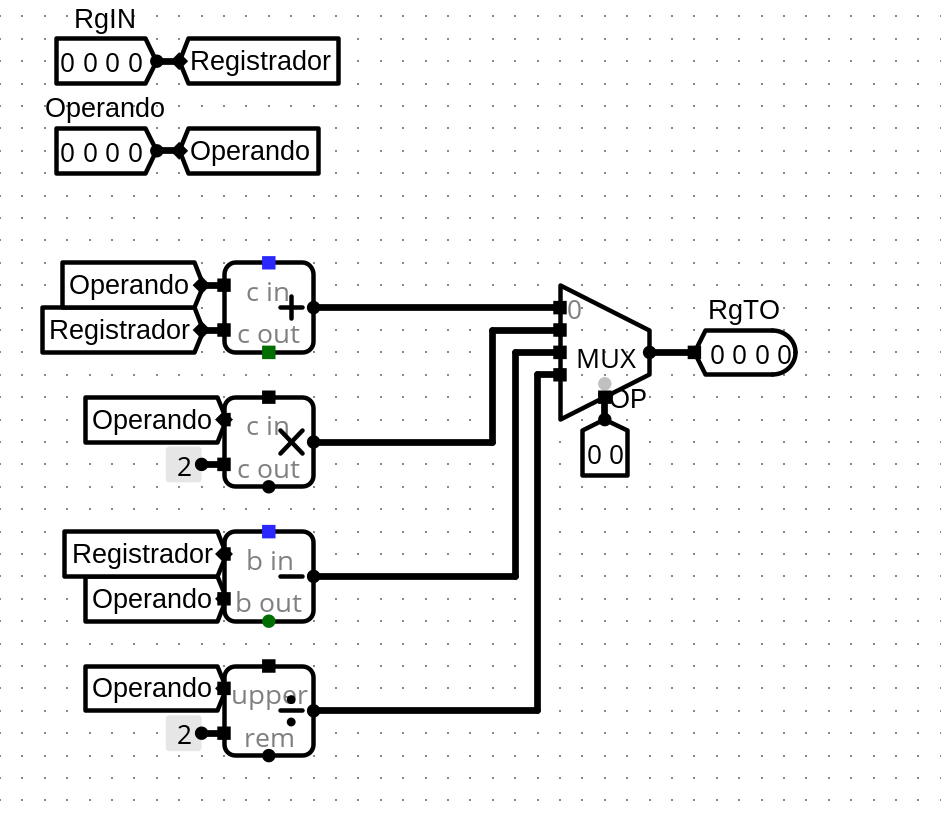 RgIN
0 0 0 0 Registrador
Operando
0 0 0 0 Operando
Operando
Registrador
c in
+
c out
Operando
2
c in
×
c out
Registrador
Operando
b in
−
b out
Operando
2
upper
÷
rem
0
MUX
OP
0 0
RgTO
0 0 0 0